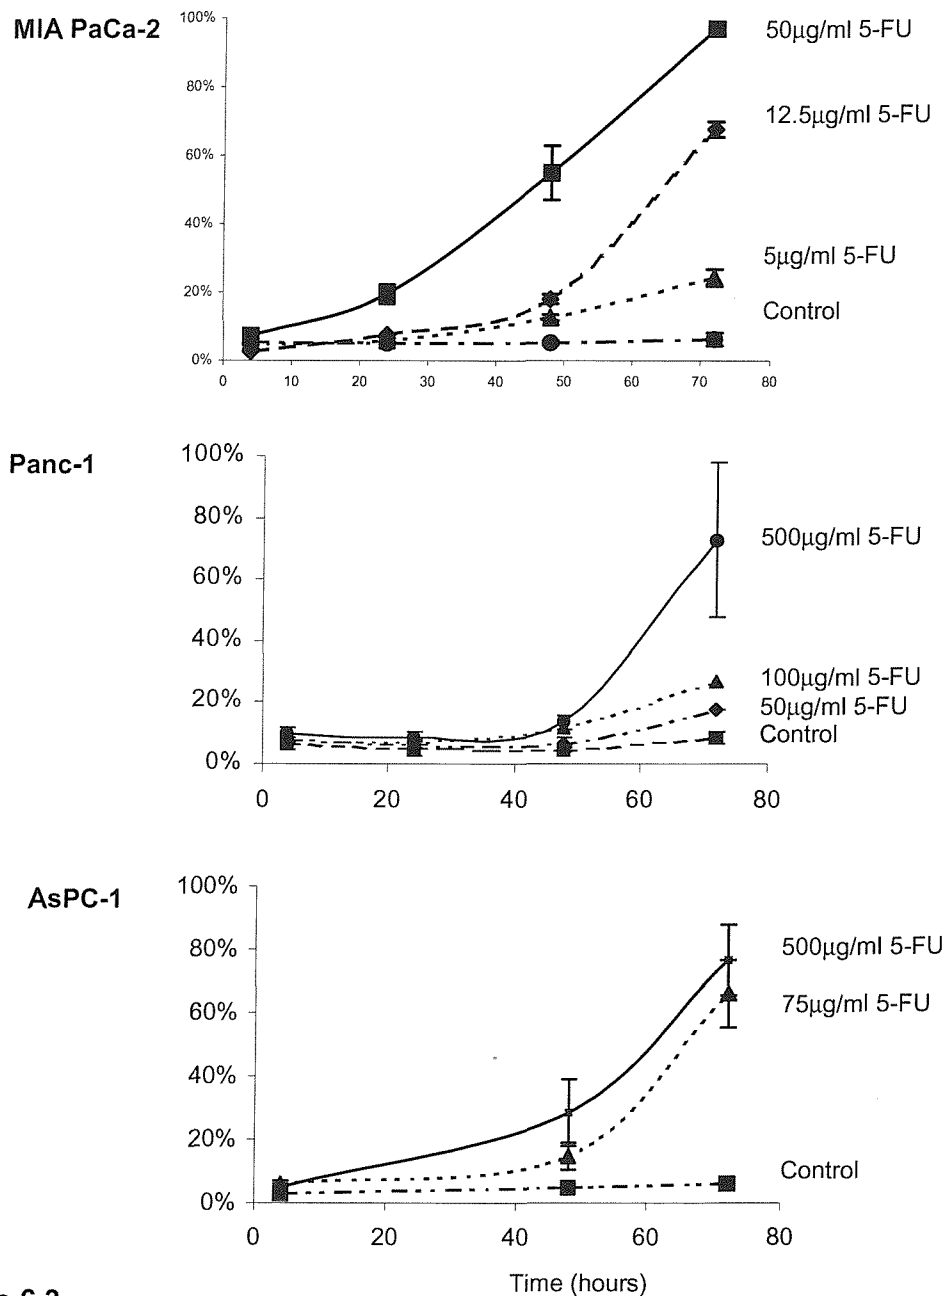 MIA PaCa-2
100%
80%
60%
40%
20%
0%
0 10 20 30 40 50 60 70 80
50μg/ml 5-FU
12.5μg/ml 5-FU
5μg/ml 5-FU
Control
Panc-1
100%
80%
60%
40%
20%
0%
0 20 40 60 80
500μg/ml 5-FU
100μg/ml 5-FU
50μg/ml 5-FU
Control
AsPC-1
100%
80%
60%
40%
20%
0%
0 20 40 60 80
500μg/ml 5-FU
75μg/ml 5-FU
Control
Time (hours)